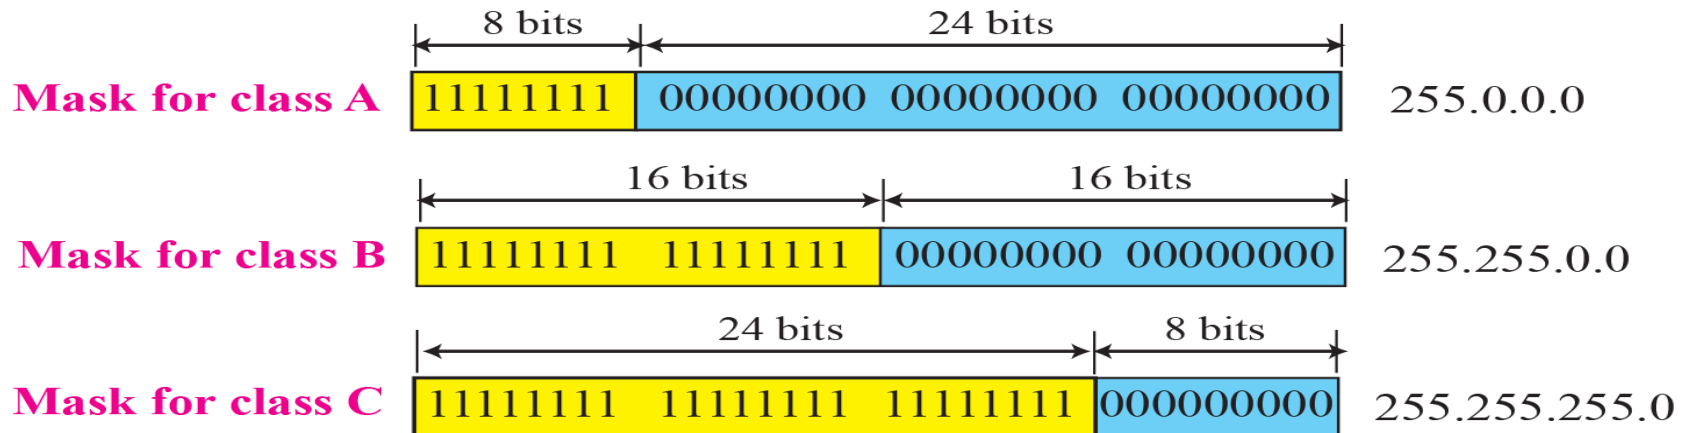 8 bits 24 bits
Mask for class A 11111111 00000000 00000000 00000000 255.0.0.0
16 bits 16 bits
Mask for class B 11111111 11111111 00000000 00000000 255.255.0.0
24 bits 8 bits
Mask for class C 11111111 11111111 11111111 000000000 255.255.255.0